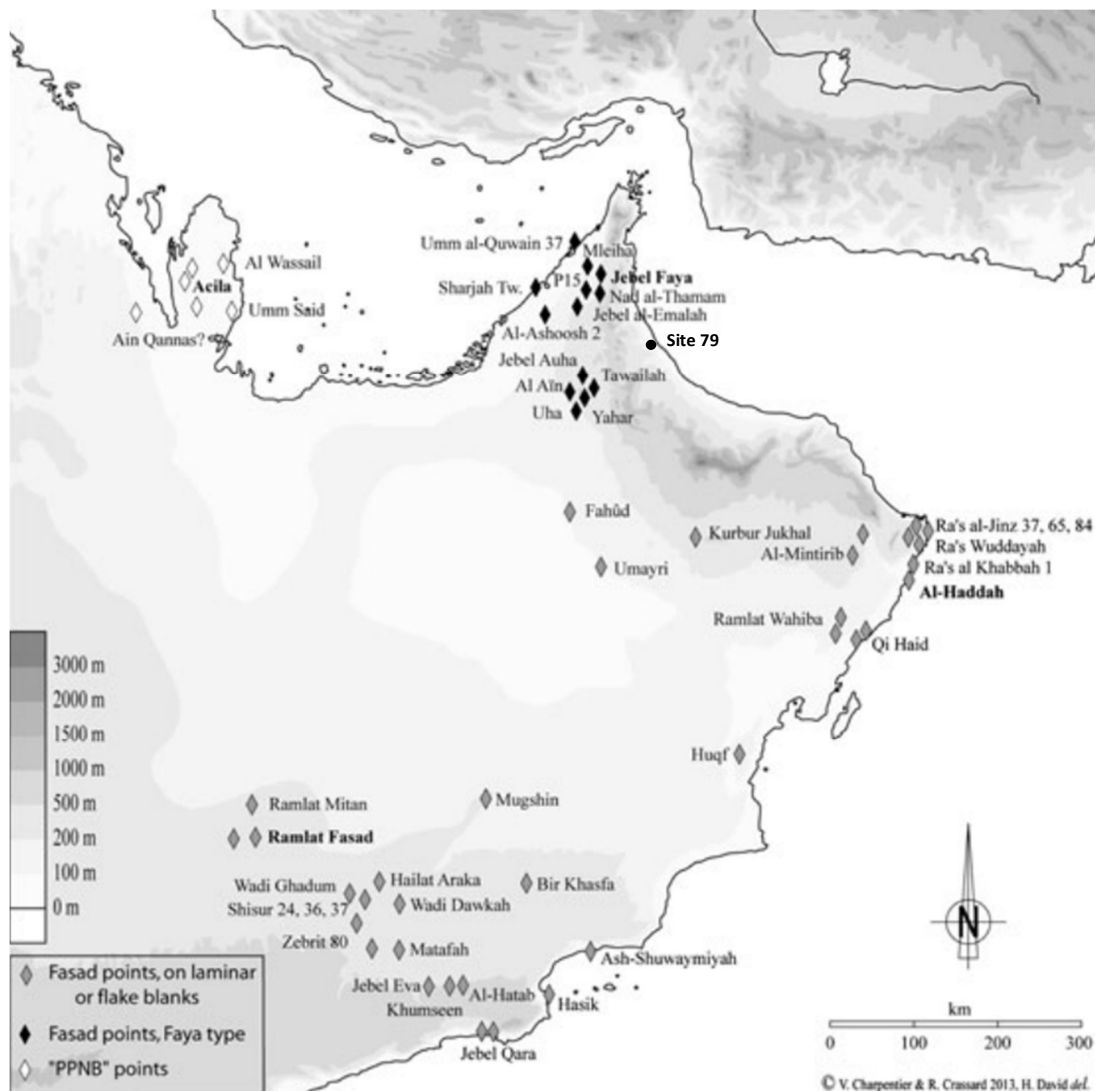 Umm al-Quwain 37
Mleiha
Al Wassail
Acila
P15
Jebel Faya
Sharjah Tw.
Nad al-Thamam
Umm Said
Jebel al-Emalah
Ain Qannas?
Al-Ashoosh 2
Site 79
Jebel Auha
Tawailah
Al Aïn
Uha
Yahar
Fahûd
Kurbur Jukhal
Ra's al-Jinz 37, 65, 84
Al-Mintirib
Ra's Wuddayah
Umayri
Ra's al Khabbah 1
Al-Haddah
Ramlat Wahiba
Qi Haid
Huqf
Ramlat Mitan
Mugshin
Ramlat Fasad
Wadi Ghadum
Hailat Araka
Bir Khasfa
Shisur 24, 36, 37
Wadi Dawkah
Zebrit 80
Matafah
Ash-Shuwaymiyah
Jebel Eva
Al-Hatab
Khumseen
Hasik
Jebel Qara
3000 m
2000 m
1500 m
1000 m
500 m
200 m
100 m
0 m
Fasad points, on laminar
or flake blanks
Fasad points, Faya type
"PPNB" points
N
km
0 100 200 300
© V. Charpentier & R. Crassard 2013, H. David del.